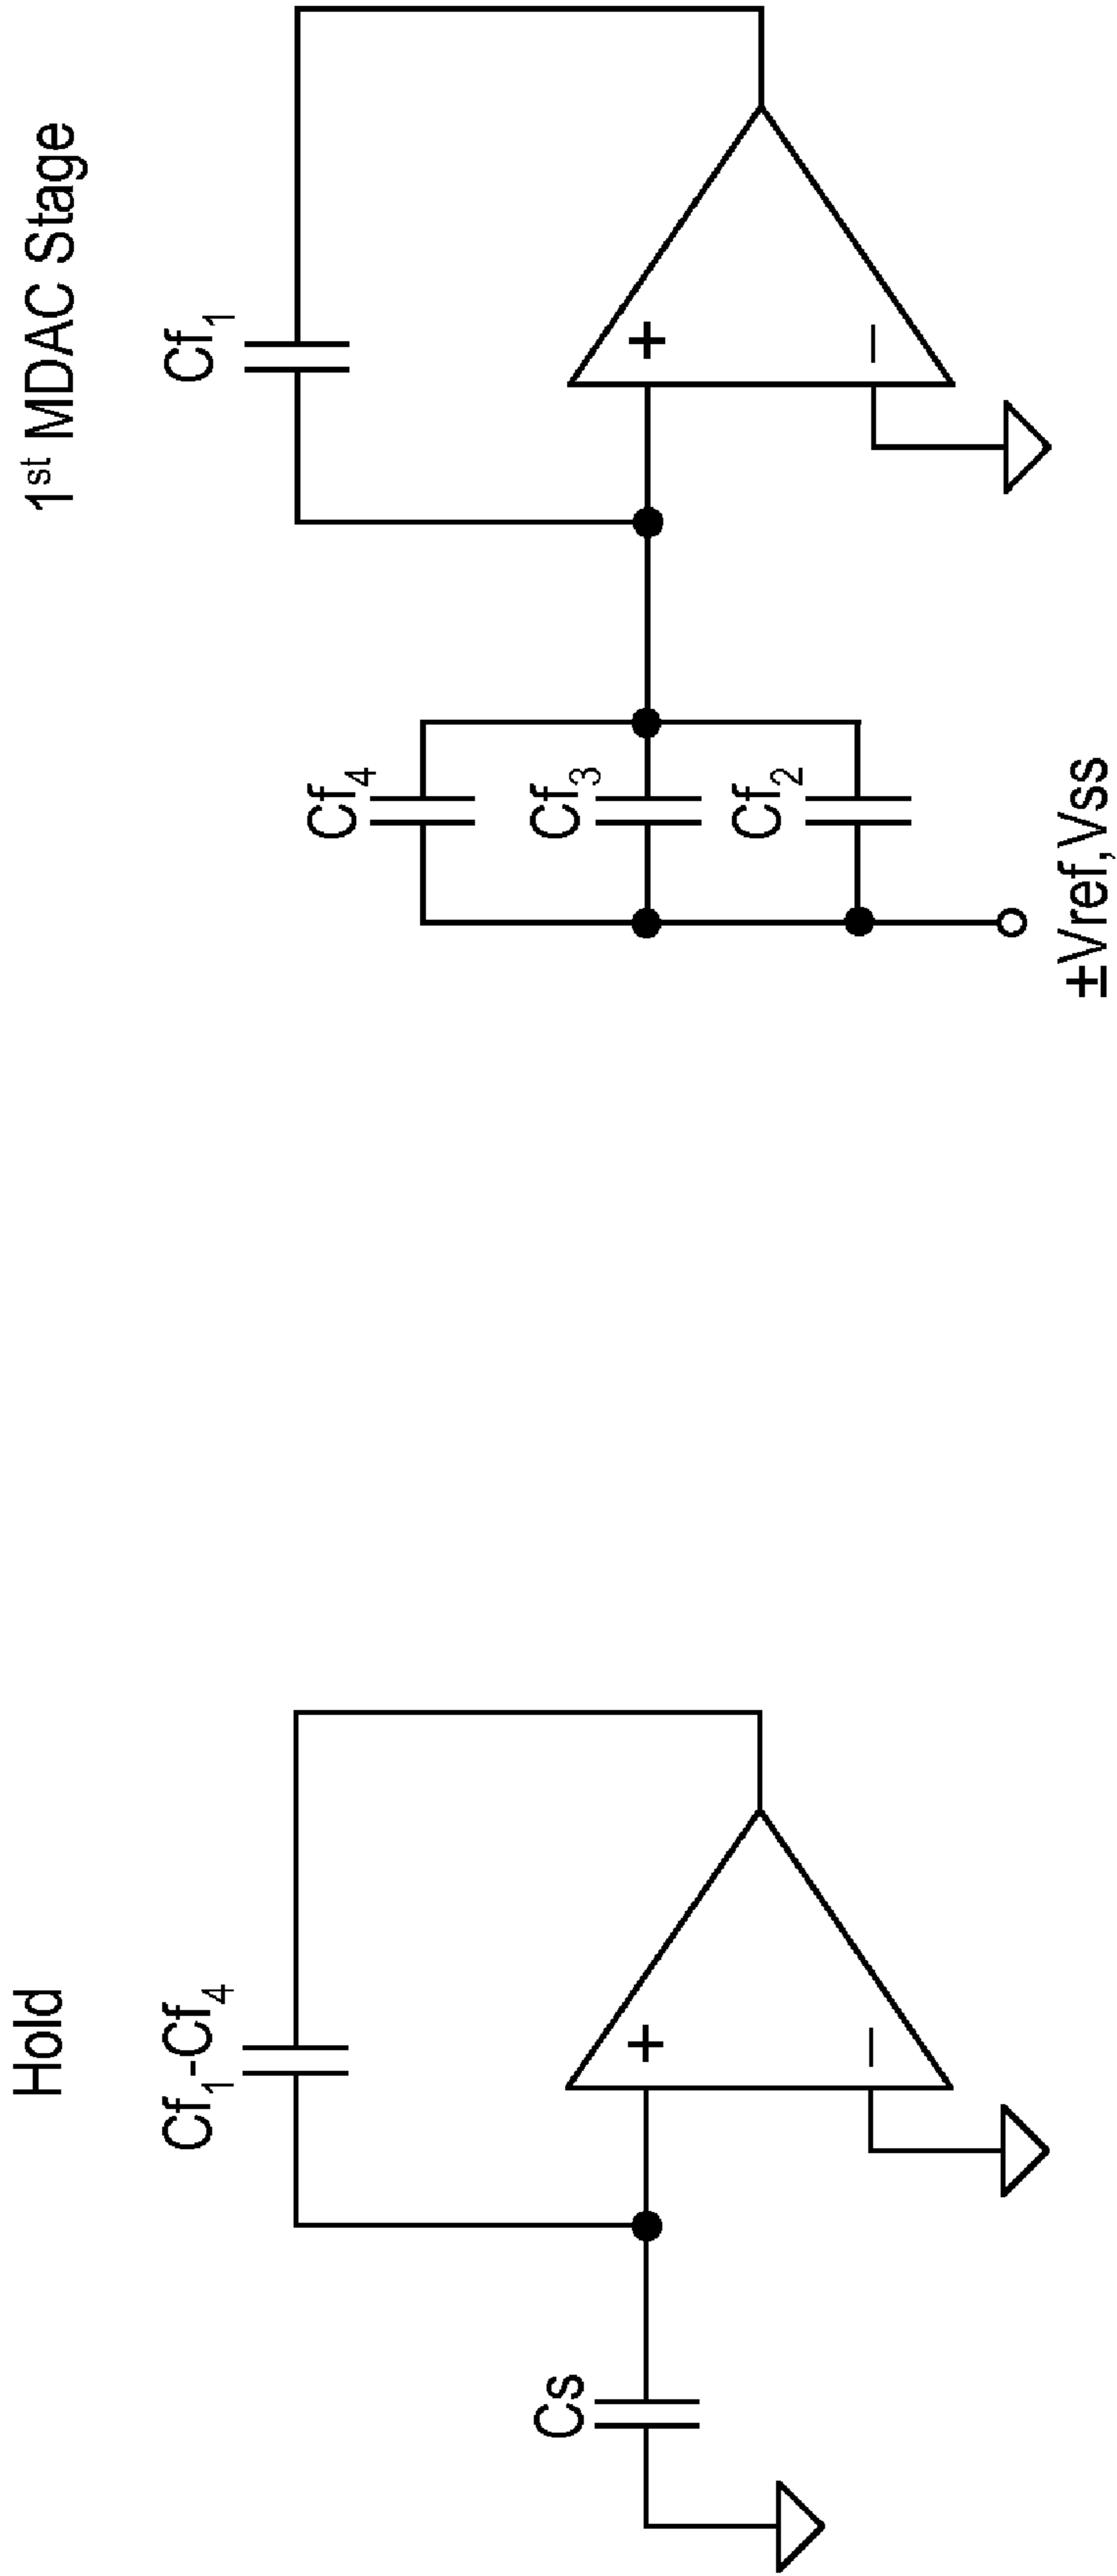 Hold
Cf₁-Cf₄
Cs
+
–
1ˢᵗ MDAC Stage
Cf₁
Cf₄
Cf₃
Cf₂
+
–
±Vref,Vss